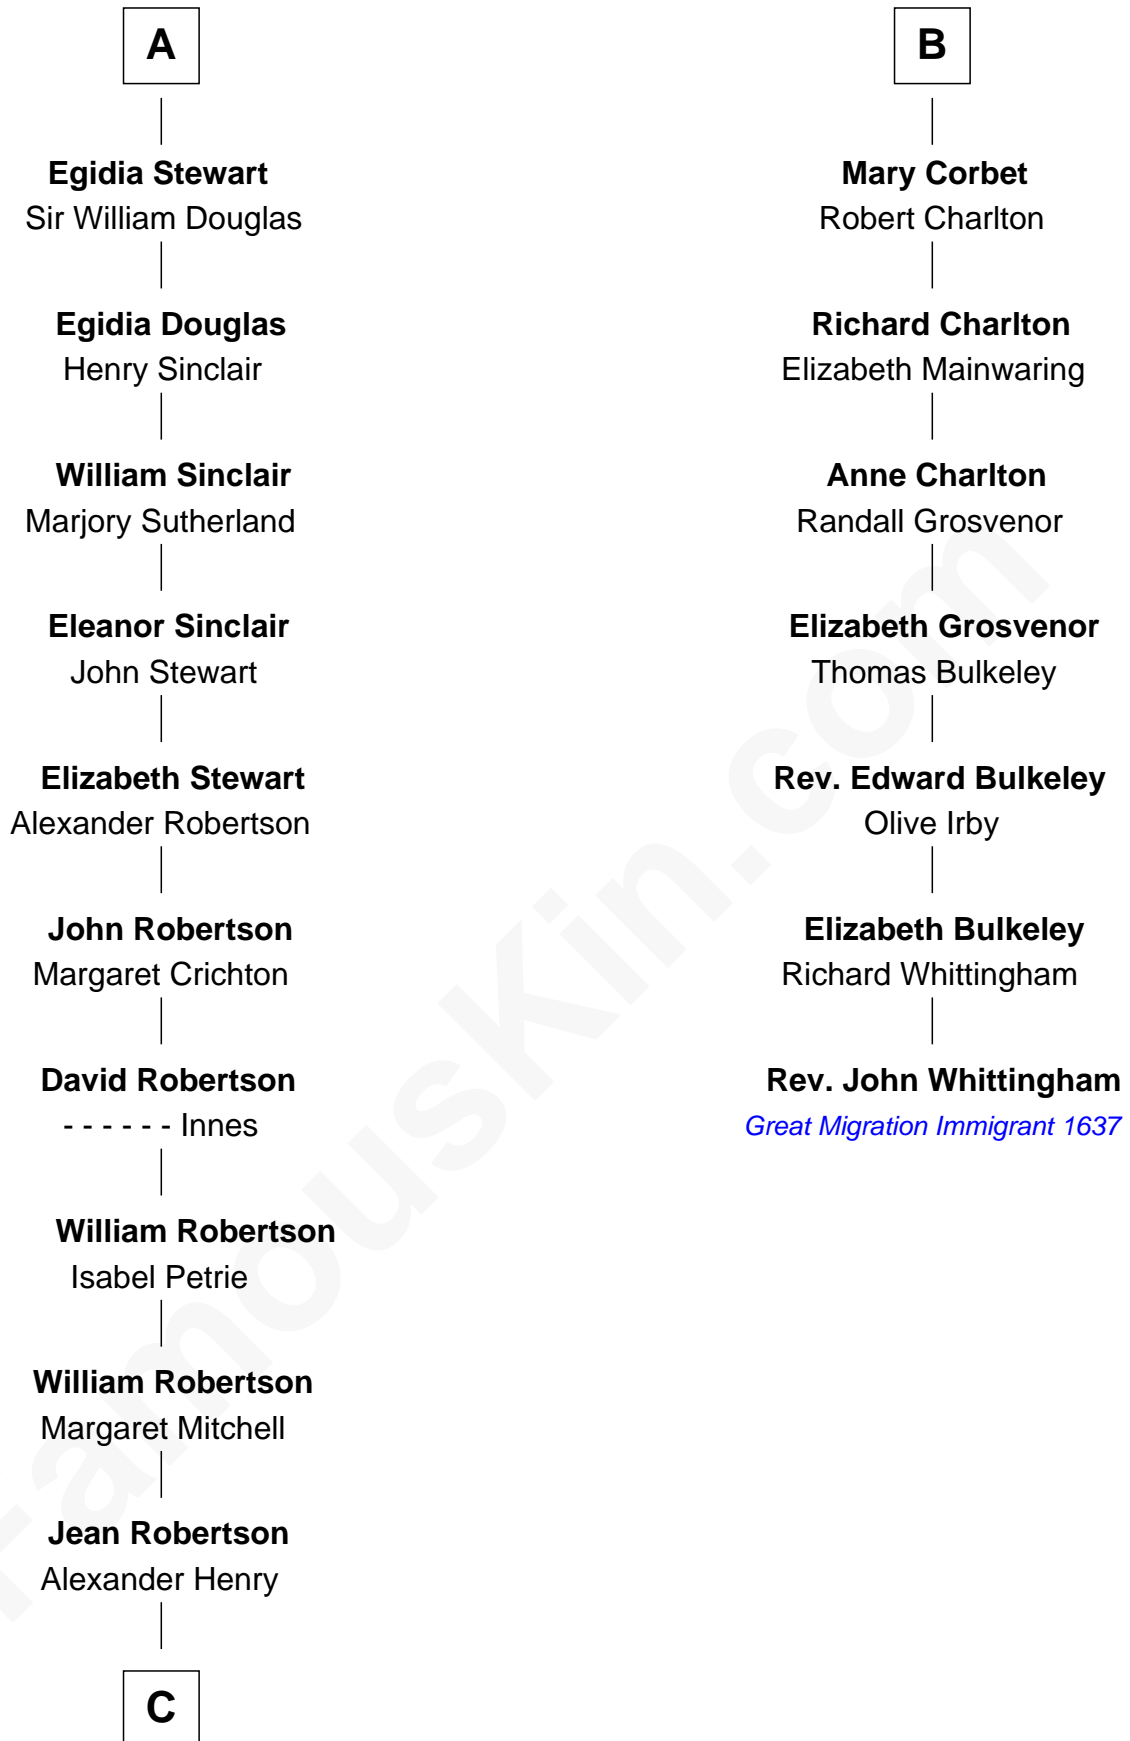 A
Egidia Stewart
Sir William Douglas
Egidia Douglas
Henry Sinclair
William Sinclair
Marjory Sutherland
Eleanor Sinclair
John Stewart
Elizabeth Stewart
Alexander Robertson
John Robertson
Margaret Crichton
David Robertson
- - - - - - Innes
William Robertson
Isabel Petrie
William Robertson
Margaret Mitchell
Jean Robertson
Alexander Henry
C
B
Mary Corbet
Robert Charlton
Richard Charlton
Elizabeth Mainwaring
Anne Charlton
Randall Grosvenor
Elizabeth Grosvenor
Thomas Bulkeley
Rev. Edward Bulkeley
Olive Irby
Elizabeth Bulkeley
Richard Whittingham
Rev. John Whittingham
Great Migration Immigrant 1637
FamousKin.com